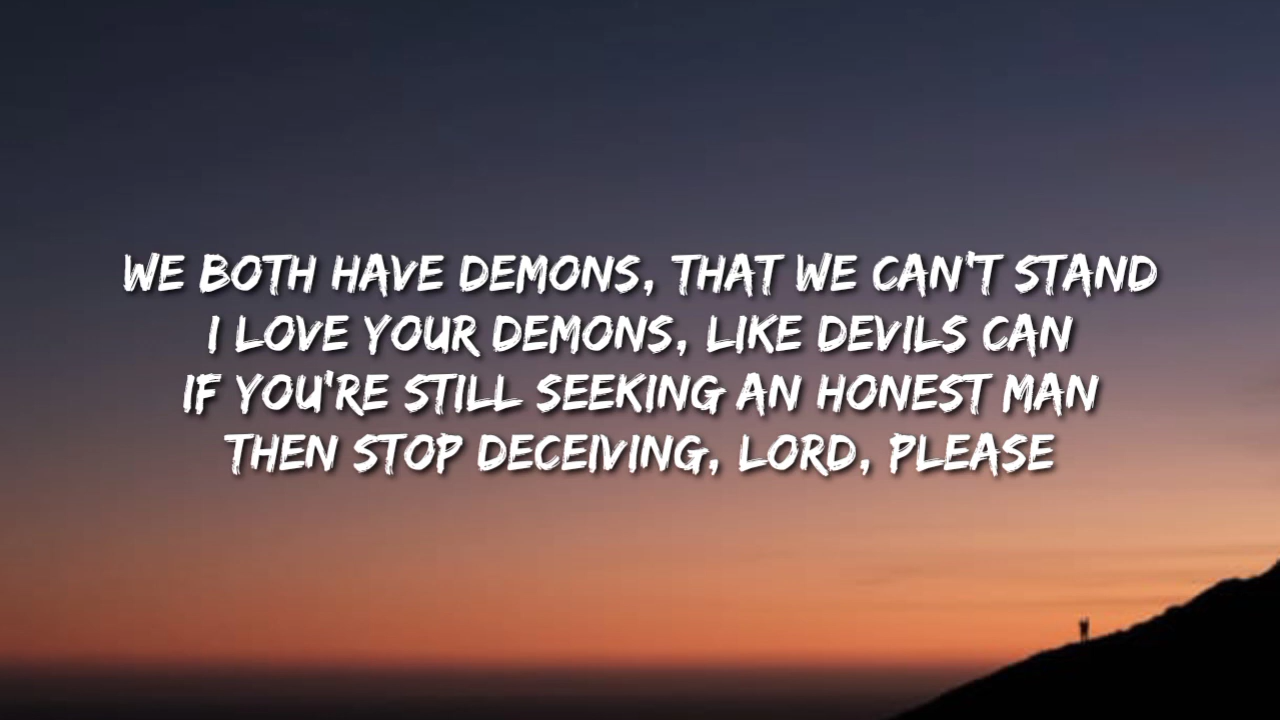 WE BOTH HAVE DEMONS, THAT WE CAN'T STAND
I LOVE YOUR DEMONS, LIKE DEVILS CAN
IF YOU'RE STILL SEEKING AN HONEST MAN
THEN STOP DECEIVING, LORD, PLEASE